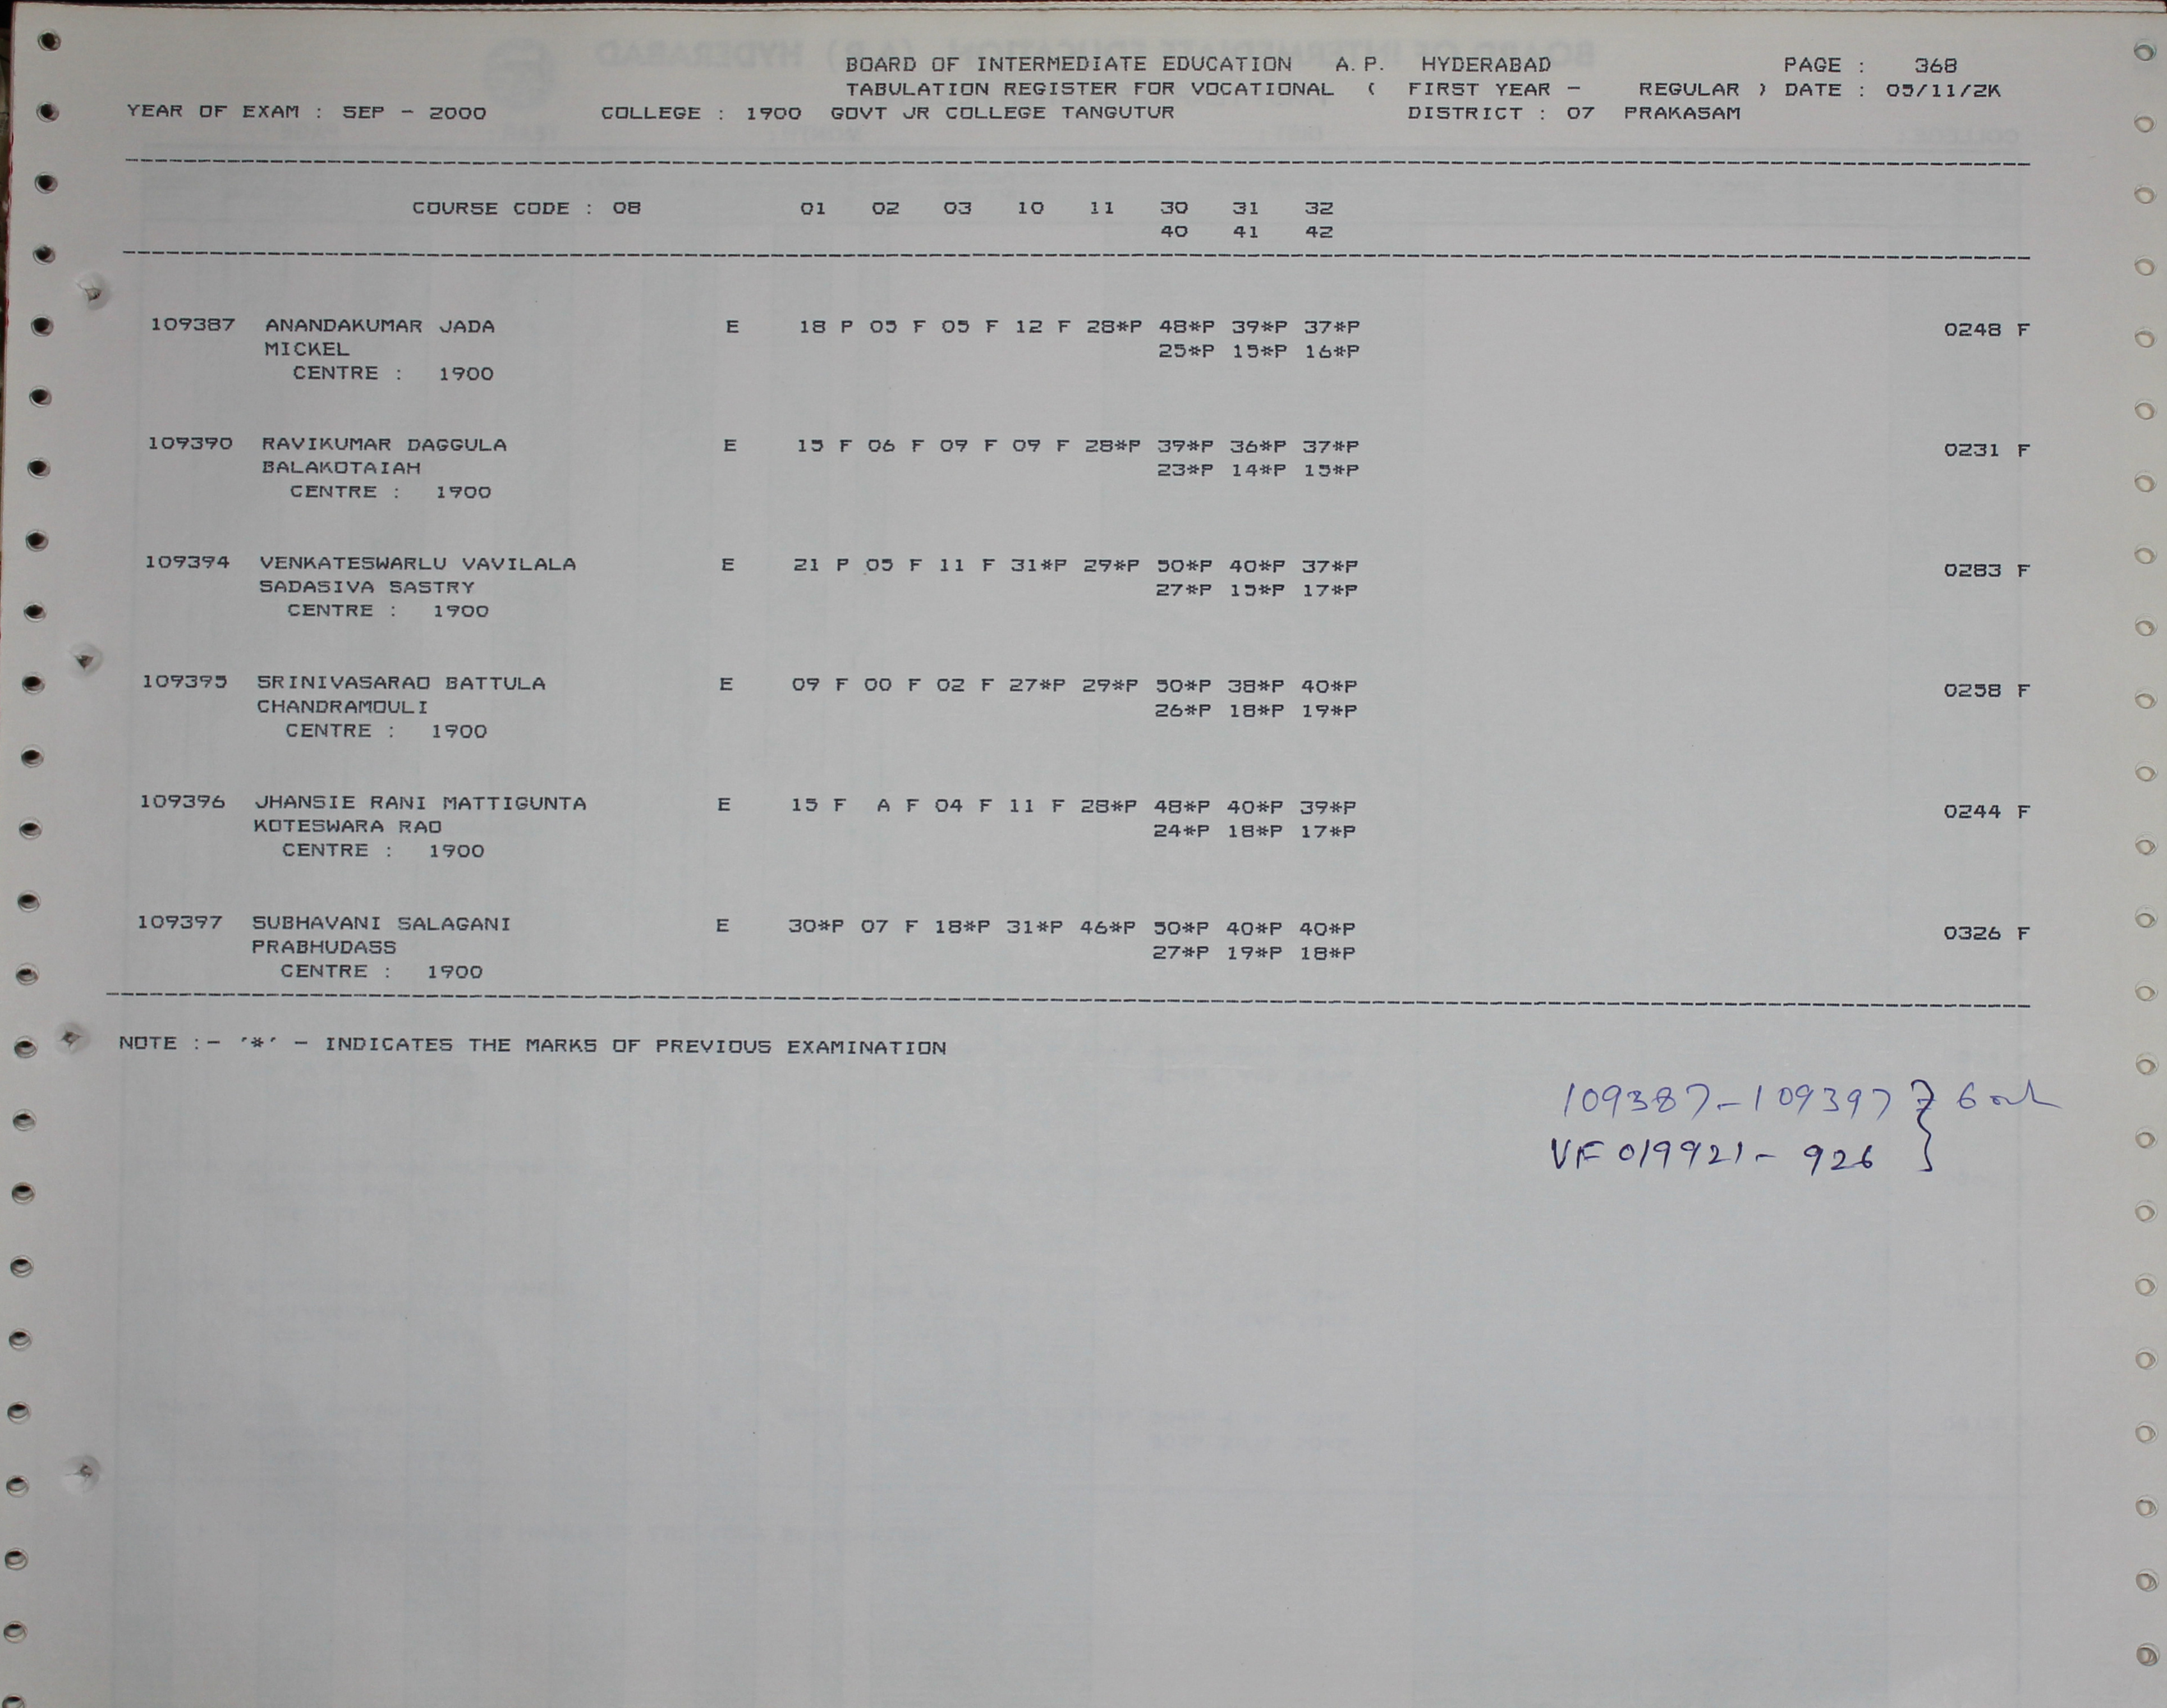 BOARD OF INTERMEDIATE EDUCATION A.P. HYDERABAD PAGE : 368
TABULATION REGISTER FOR VOCATIONAL ( FIRST YEAR - REGULAR ) DATE : 05/11/2K
YEAR OF EXAM : SEP - 2000 COLLEGE : 1900 GOVT JR COLLEGE TANGUTUR DISTRICT : 07 PRAKASAM
COURSE CODE : 08 01 02 03 10 11 30 31 32
40 41 42
109387 ANANDAKUMAR JADA E 18 P 05 F 05 F 12 F 28*P 48*P 39*P 37*P 0248 F
MICKEL 25*P 15*P 16*P
CENTRE : 1900
109390 RAVIKUMAR DAGGULA E 15 F 06 F 09 F 09 F 28*P 39*P 36*P 37*P 0231 F
BALAKOTAIAH 23*P 14*P 15*P
CENTRE : 1900
109394 VENKATESWARLU VAVILALA E 21 P 05 F 11 F 31*P 29*P 50*P 40*P 37*P 0283 F
SADASIVA SASTRY 27*P 15*P 17*P
CENTRE : 1900
109395 SRINIVASARAO BATTULA E 09 F 00 F 02 F 27*P 29*P 50*P 38*P 40*P 0258 F
CHANDRAMOULI 26*P 18*P 19*P
CENTRE : 1900
109396 JHANSIE RANI MATTIGUNTA E 15 F A F 04 F 11 F 28*P 48*P 40*P 39*P 0244 F
KOTESWARA RAO 24*P 18*P 17*P
CENTRE : 1900
109397 SUBHAVANI SALAGANI E 30*P 07 F 18*P 31*P 46*P 50*P 40*P 40*P 0326 F
PRABHUDASS 27*P 19*P 18*P
CENTRE : 1900
NOTE :- '*' - INDICATES THE MARKS OF PREVIOUS EXAMINATION
109387-109397 } 6
VF 019921 - 926